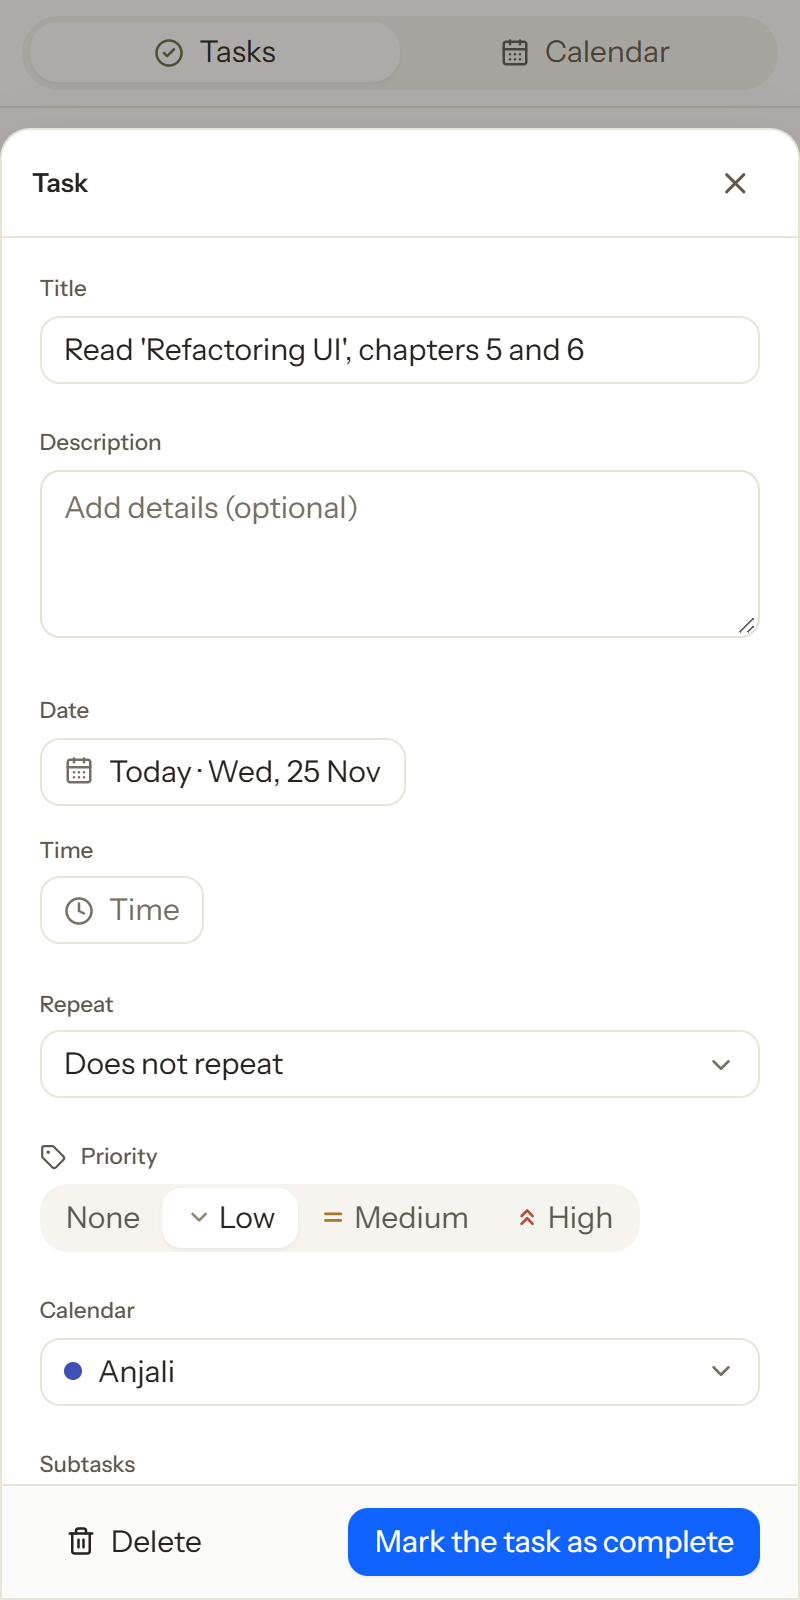 Tasks
Calendar
Task
Title
Read 'Refactoring UI', chapters 5 and 6
Description
Add details (optional)
Date
Today · Wed, 25 Nov
Time
Time
Repeat
Does not repeat
Priority
None Low Medium High
Calendar
Anjali
Subtasks
Delete
Mark the task as complete